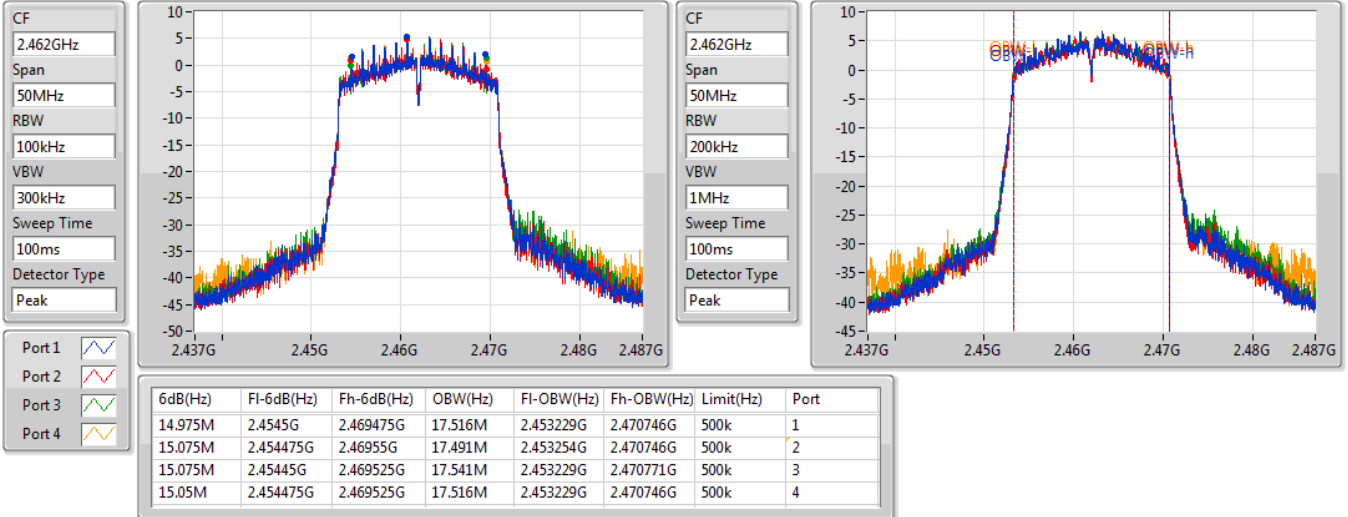 CF
2.462GHz
Span
50MHz
RBW
100kHz
VBW
300kHz
Sweep Time
100ms
Detector Type
Peak
10
5
0
-5
-10
-15
-20
-25
-30
-35
-40
-45
-50
2.437G 2.45G 2.46G 2.47G 2.48G 2.487G
CF
2.462GHz
Span
50MHz
RBW
200kHz
VBW
1MHz
Sweep Time
100ms
Detector Type
Peak
10
5
0
-5
-10
-15
-20
-25
-30
-35
-40
-45
OBW-l OBW-h
2.437G 2.45G 2.46G 2.47G 2.48G 2.487G
Port 1
Port 2
Port 3
Port 4
6dB(Hz) Fl-6dB(Hz) Fh-6dB(Hz) OBW(Hz) Fl-OBW(Hz) Fh-OBW(Hz) Limit(Hz) Port
14.975M 2.4545G 2.469475G 17.516M 2.453229G 2.470746G 500k 1
15.075M 2.454475G 2.46955G 17.491M 2.453254G 2.470746G 500k 2
15.075M 2.45445G 2.469525G 17.541M 2.453229G 2.470771G 500k 3
15.05M 2.454475G 2.469525G 17.516M 2.453229G 2.470746G 500k 4